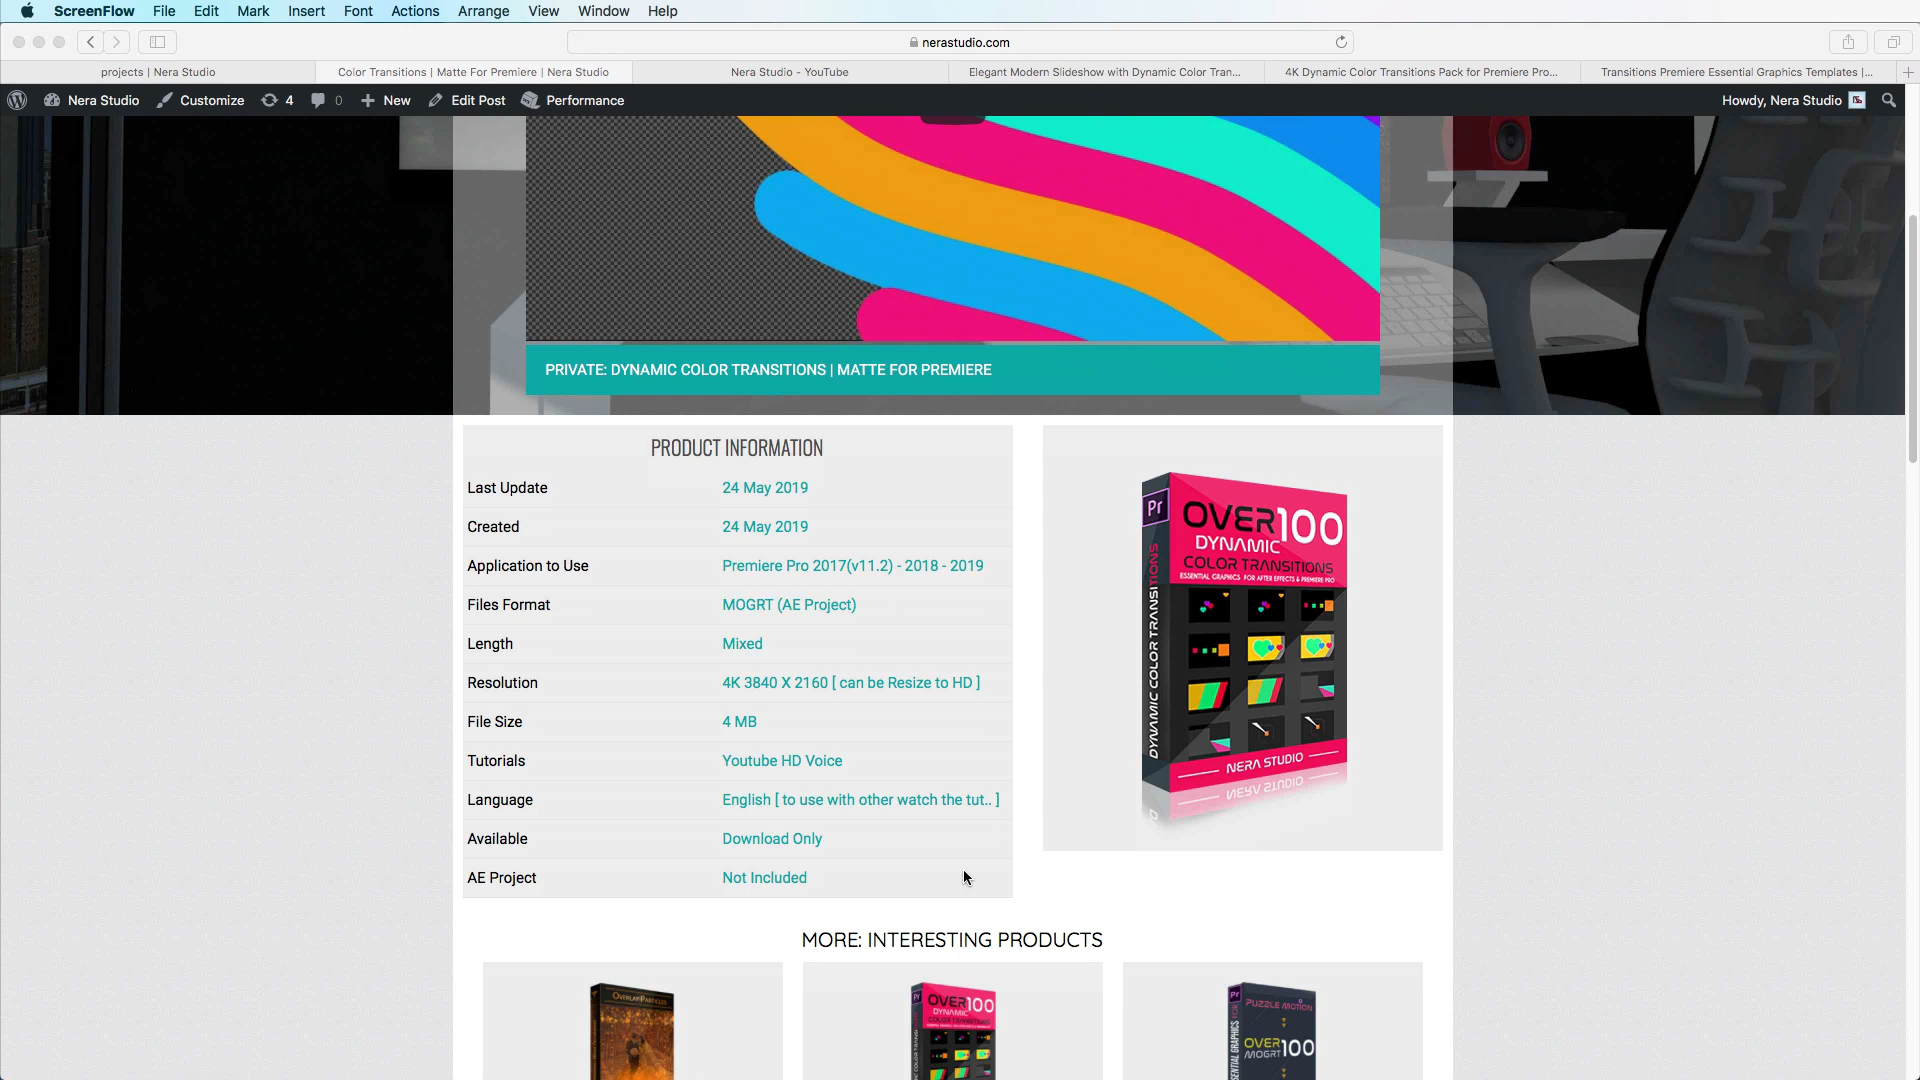 ScreenFlow File Edit Mark Insert Font Actions Arrange View Window Help
nerastudio.com
projects | Nera Studio
Color Transitions | Matte For Premiere | Nera Studio
Nera Studio - YouTube
Elegant Modern Slideshow with Dynamic Color Tran...
4K Dynamic Color Transitions Pack for Premiere Pro...
Transitions Premiere Essential Graphics Templates |...
Nera Studio Customize 4 0 New Edit Post Performance
Howdy, Nera Studio
PRIVATE: DYNAMIC COLOR TRANSITIONS | MATTE FOR PREMIERE
PRODUCT INFORMATION
Last Update 24 May 2019
Created 24 May 2019
Application to Use Premiere Pro 2017(v11.2) - 2018 - 2019
Files Format MOGRT (AE Project)
Length Mixed
Resolution 4K 3840 X 2160 [ can be Resize to HD ]
File Size 4 MB
Tutorials Youtube HD Voice
Language English [ to use with other watch the tut.. ]
Available Download Only
AE Project Not Included
Pr
OVER100
DYNAMIC
COLOR TRANSITIONS
ESSENTIAL GRAPHICS FOR AFTER EFFECTS & PREMIERE PRO
DYNAMIC COLOR TRANSITIONS
NERA STUDIO
MORE: INTERESTING PRODUCTS
OVERLAY PARTICLES
Pr
OVER100
DYNAMIC
COLOR TRANSITIONS
Pr
PUZZLE MOTION
OVER100
MOGRT